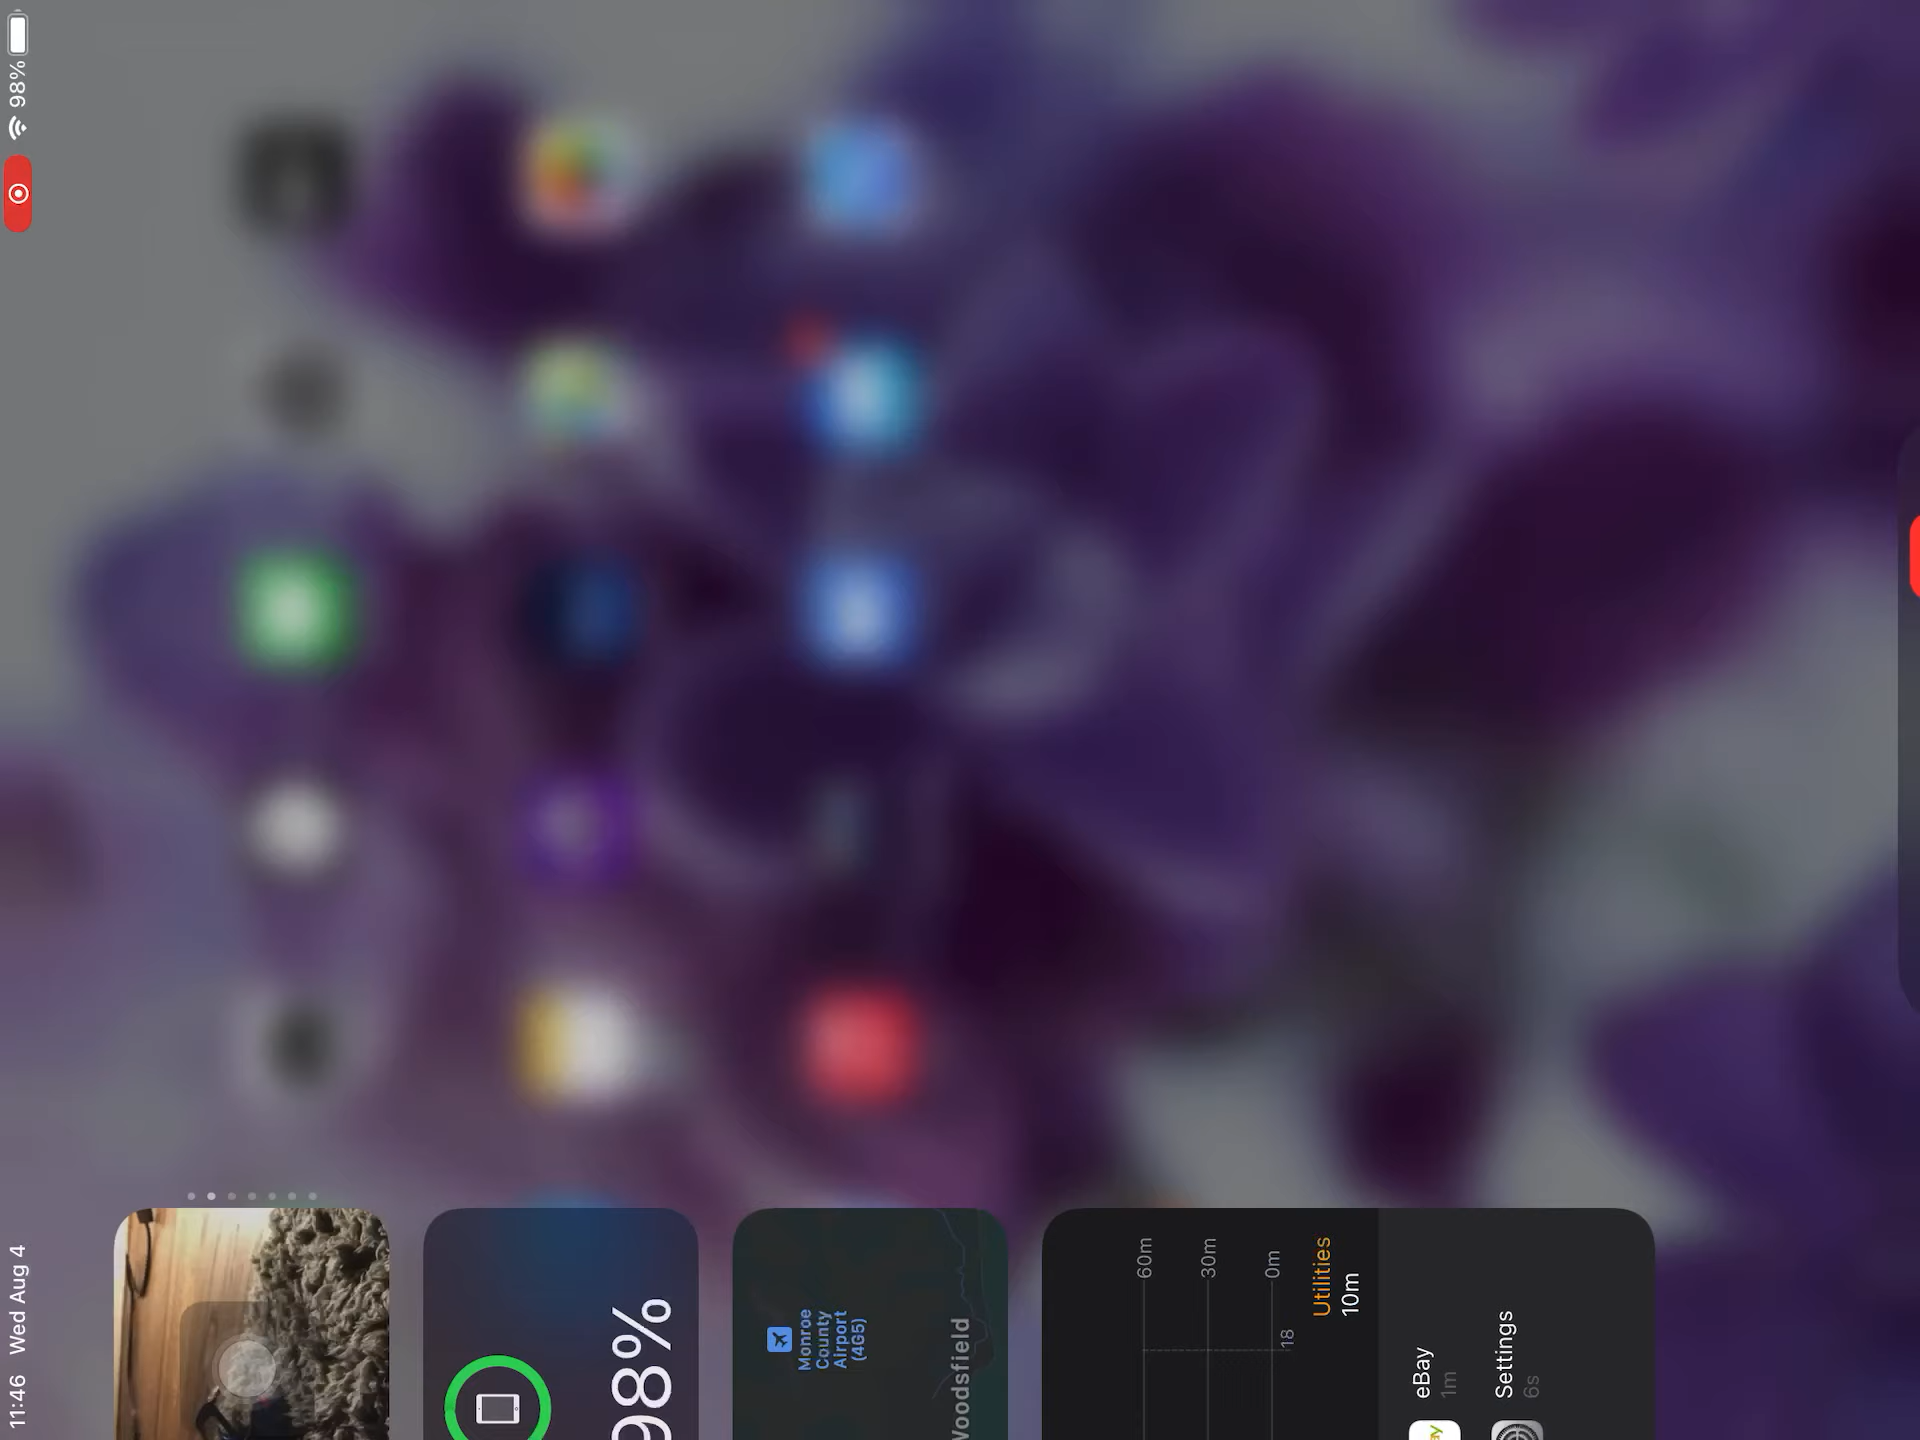 11:46 Wed Aug 4
98%
98%
Monroe
County
Airport
(4G5)
Woodsfield
60m
30m
0m
18
Utilities
10m
eBay
1m
Settings
6s